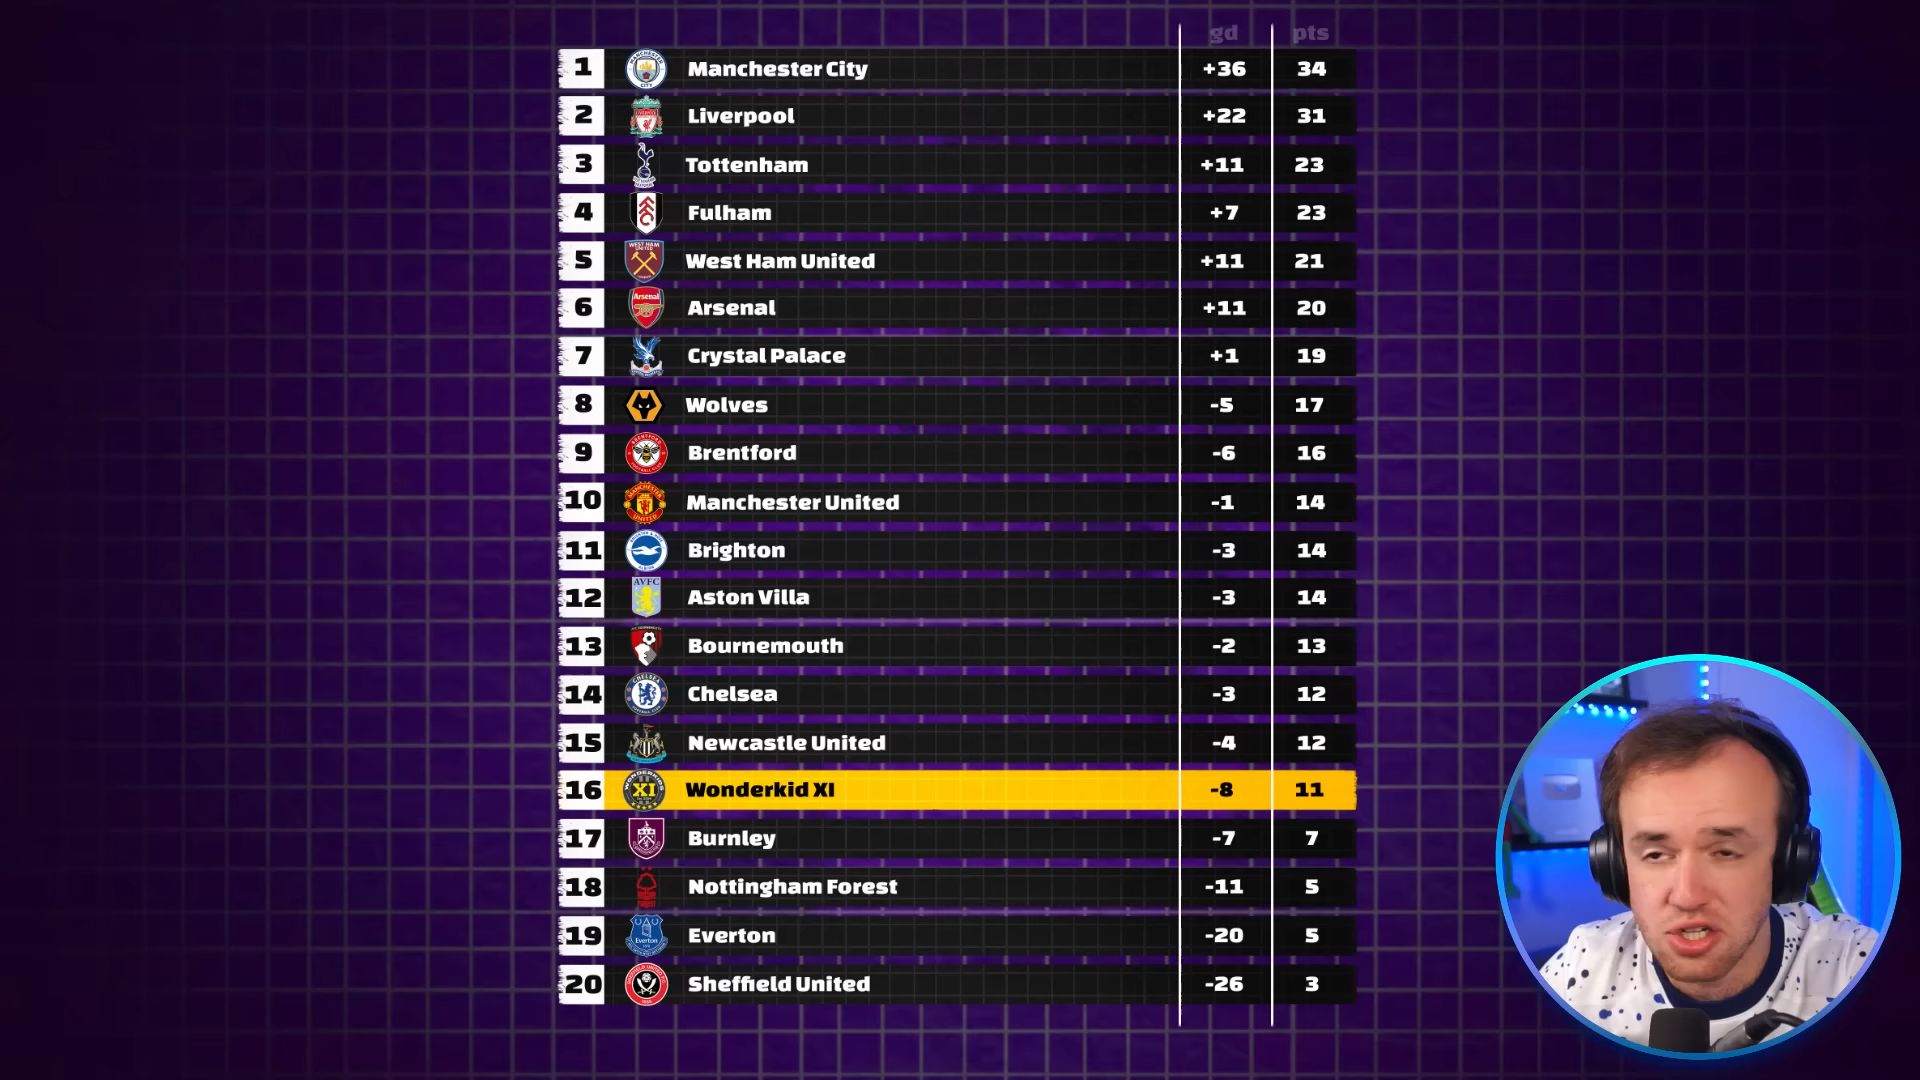 gd pts
1 Manchester City +36 34
2 Liverpool +22 31
3 Tottenham +11 23
4 Fulham +7 23
5 West Ham United +11 21
6 Arsenal +11 20
7 Crystal Palace +1 19
8 Wolves -5 17
9 Brentford -6 16
10 Manchester United -1 14
11 Brighton -3 14
12 Aston Villa -3 14
13 Bournemouth -2 13
14 Chelsea -3 12
15 Newcastle United -4 12
16 Wonderkid XI -8 11
17 Burnley -7 7
18 Nottingham Forest -11 5
19 Everton -20 5
20 Sheffield United -26 3